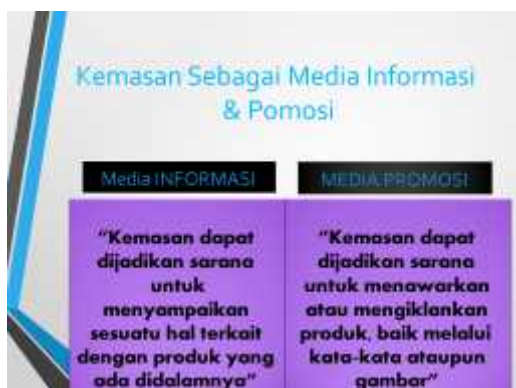 Kemasan Sebagai Media Informasi
& Pomosi
Media INFORMASI
MEDIA PROMOSI
“Kemasan dapat
dijadikan sarana
untuk
menyampaikan
sesuatu hal terkait
dengan produk yang
ada didalamnya”
“Kemasan dapat
dijadikan sarana
untuk menawarkan
atau mengiklankan
produk, baik melalui
kata-kata ataupun
gambar”